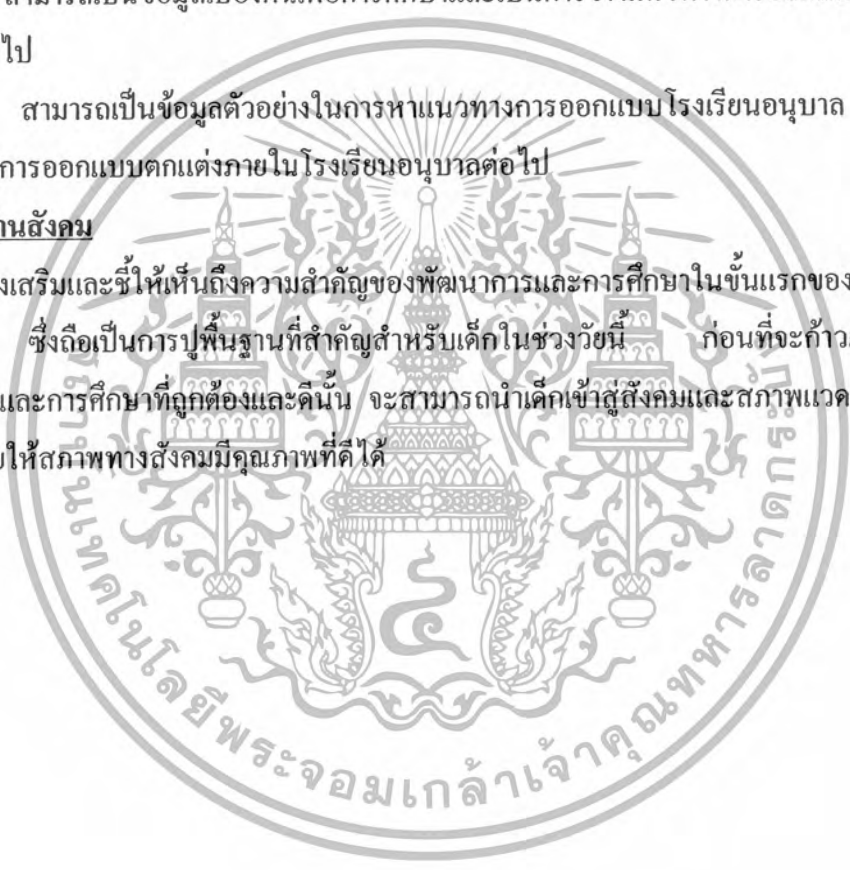 สามารถเป็นข้อมูลเบื้องต้นเพื่อการศึกษาและเป็นการ
ไป
สามารถเป็นข้อมูลตัวอย่างในการหาแนวทางการออกแบบโรงเรียนอนุบาล
การออกแบบตกแต่งภายในโรงเรียนอนุบาลต่อไป
านสังคม
งเสริมและชี้ให้เห็นถึงความสำคัญของพัฒนาการและการศึกษาในขั้นแรกของ
ซึ่งถือเป็นการปูพื้นฐานที่สำคัญสำหรับเด็กในช่วงวัยนี้ ก่อนที่จะก้าว
และการศึกษาที่ถูกต้องและดีนั้น จะสามารถนำเด็กเข้าสู่สังคมและสภาพแวด
ให้สภาพทางสังคมมีคุณภาพที่ดีได้
สถาบันเทคโนโลยีพระจอมเกล้าเจ้าคุณทหารลาดกระบัง